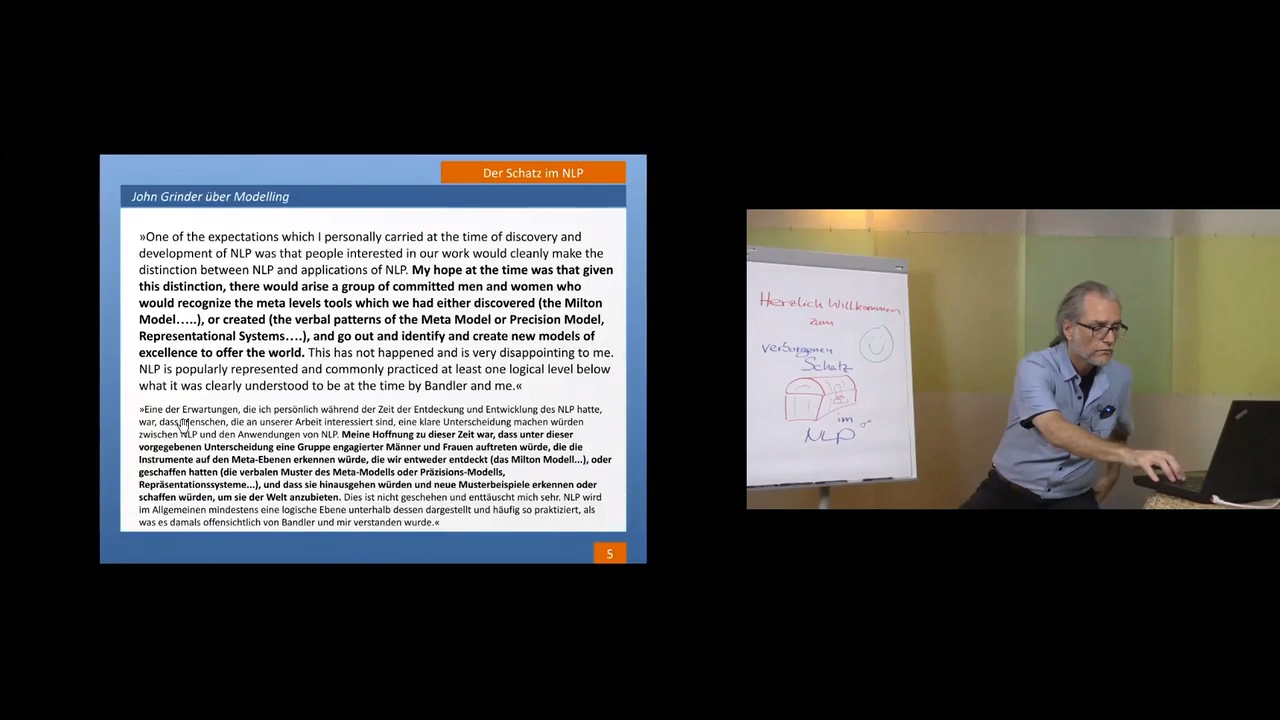 Der Schatz im NLP
John Grinder über Modelling
»One of the expectations which I personally carried at the time of discovery and
development of NLP was that people interested in our work would cleanly make the
distinction between NLP and applications of NLP. My hope at the time was that given
this distinction, there would arise a group of committed men and women who
would recognize the meta levels tools which we had either discovered (the Milton
Model.....), or created (the verbal patterns of the Meta Model or Precision Model,
Representational Systems....), and go out and identify and create new models of
excellence to offer the world. This has not happened and is very disappointing to me.
NLP is popularly represented and commonly practiced at least one logical level below
what it was clearly understood to be at the time by Bandler and me.«
»Eine der Erwartungen, die ich persönlich während der Zeit der Entdeckung und Entwicklung des NLP hatte,
war, dass Menschen, die an unserer Arbeit interessiert sind, eine klare Unterscheidung machen würden
zwischen NLP und den Anwendungen von NLP. Meine Hoffnung zu dieser Zeit war, dass unter dieser
vorgegebenen Unterscheidung eine Gruppe engagierter Männer und Frauen auftreten würde, die die
Instrumente auf den Meta-Ebenen erkennen würde, die wir entweder entdeckt (das Milton Modell...), oder
geschaffen hatten (die verbalen Muster des Meta-Modells oder Präzisions-Modells,
Repräsentationssysteme...), und dass sie hinausgehen würden und neue Musterbeispiele erkennen oder
schaffen würden, um sie der Welt anzubieten. Dies ist nicht geschehen und enttäuscht mich sehr. NLP wird
im Allgemeinen mindestens eine logische Ebene unterhalb dessen dargestellt und häufig so praktiziert, als
was es damals offensichtlich von Bandler und mir verstanden wurde.«
5
Herzlich Willkommen
zum
verborgenen
Schatz
im
NLP